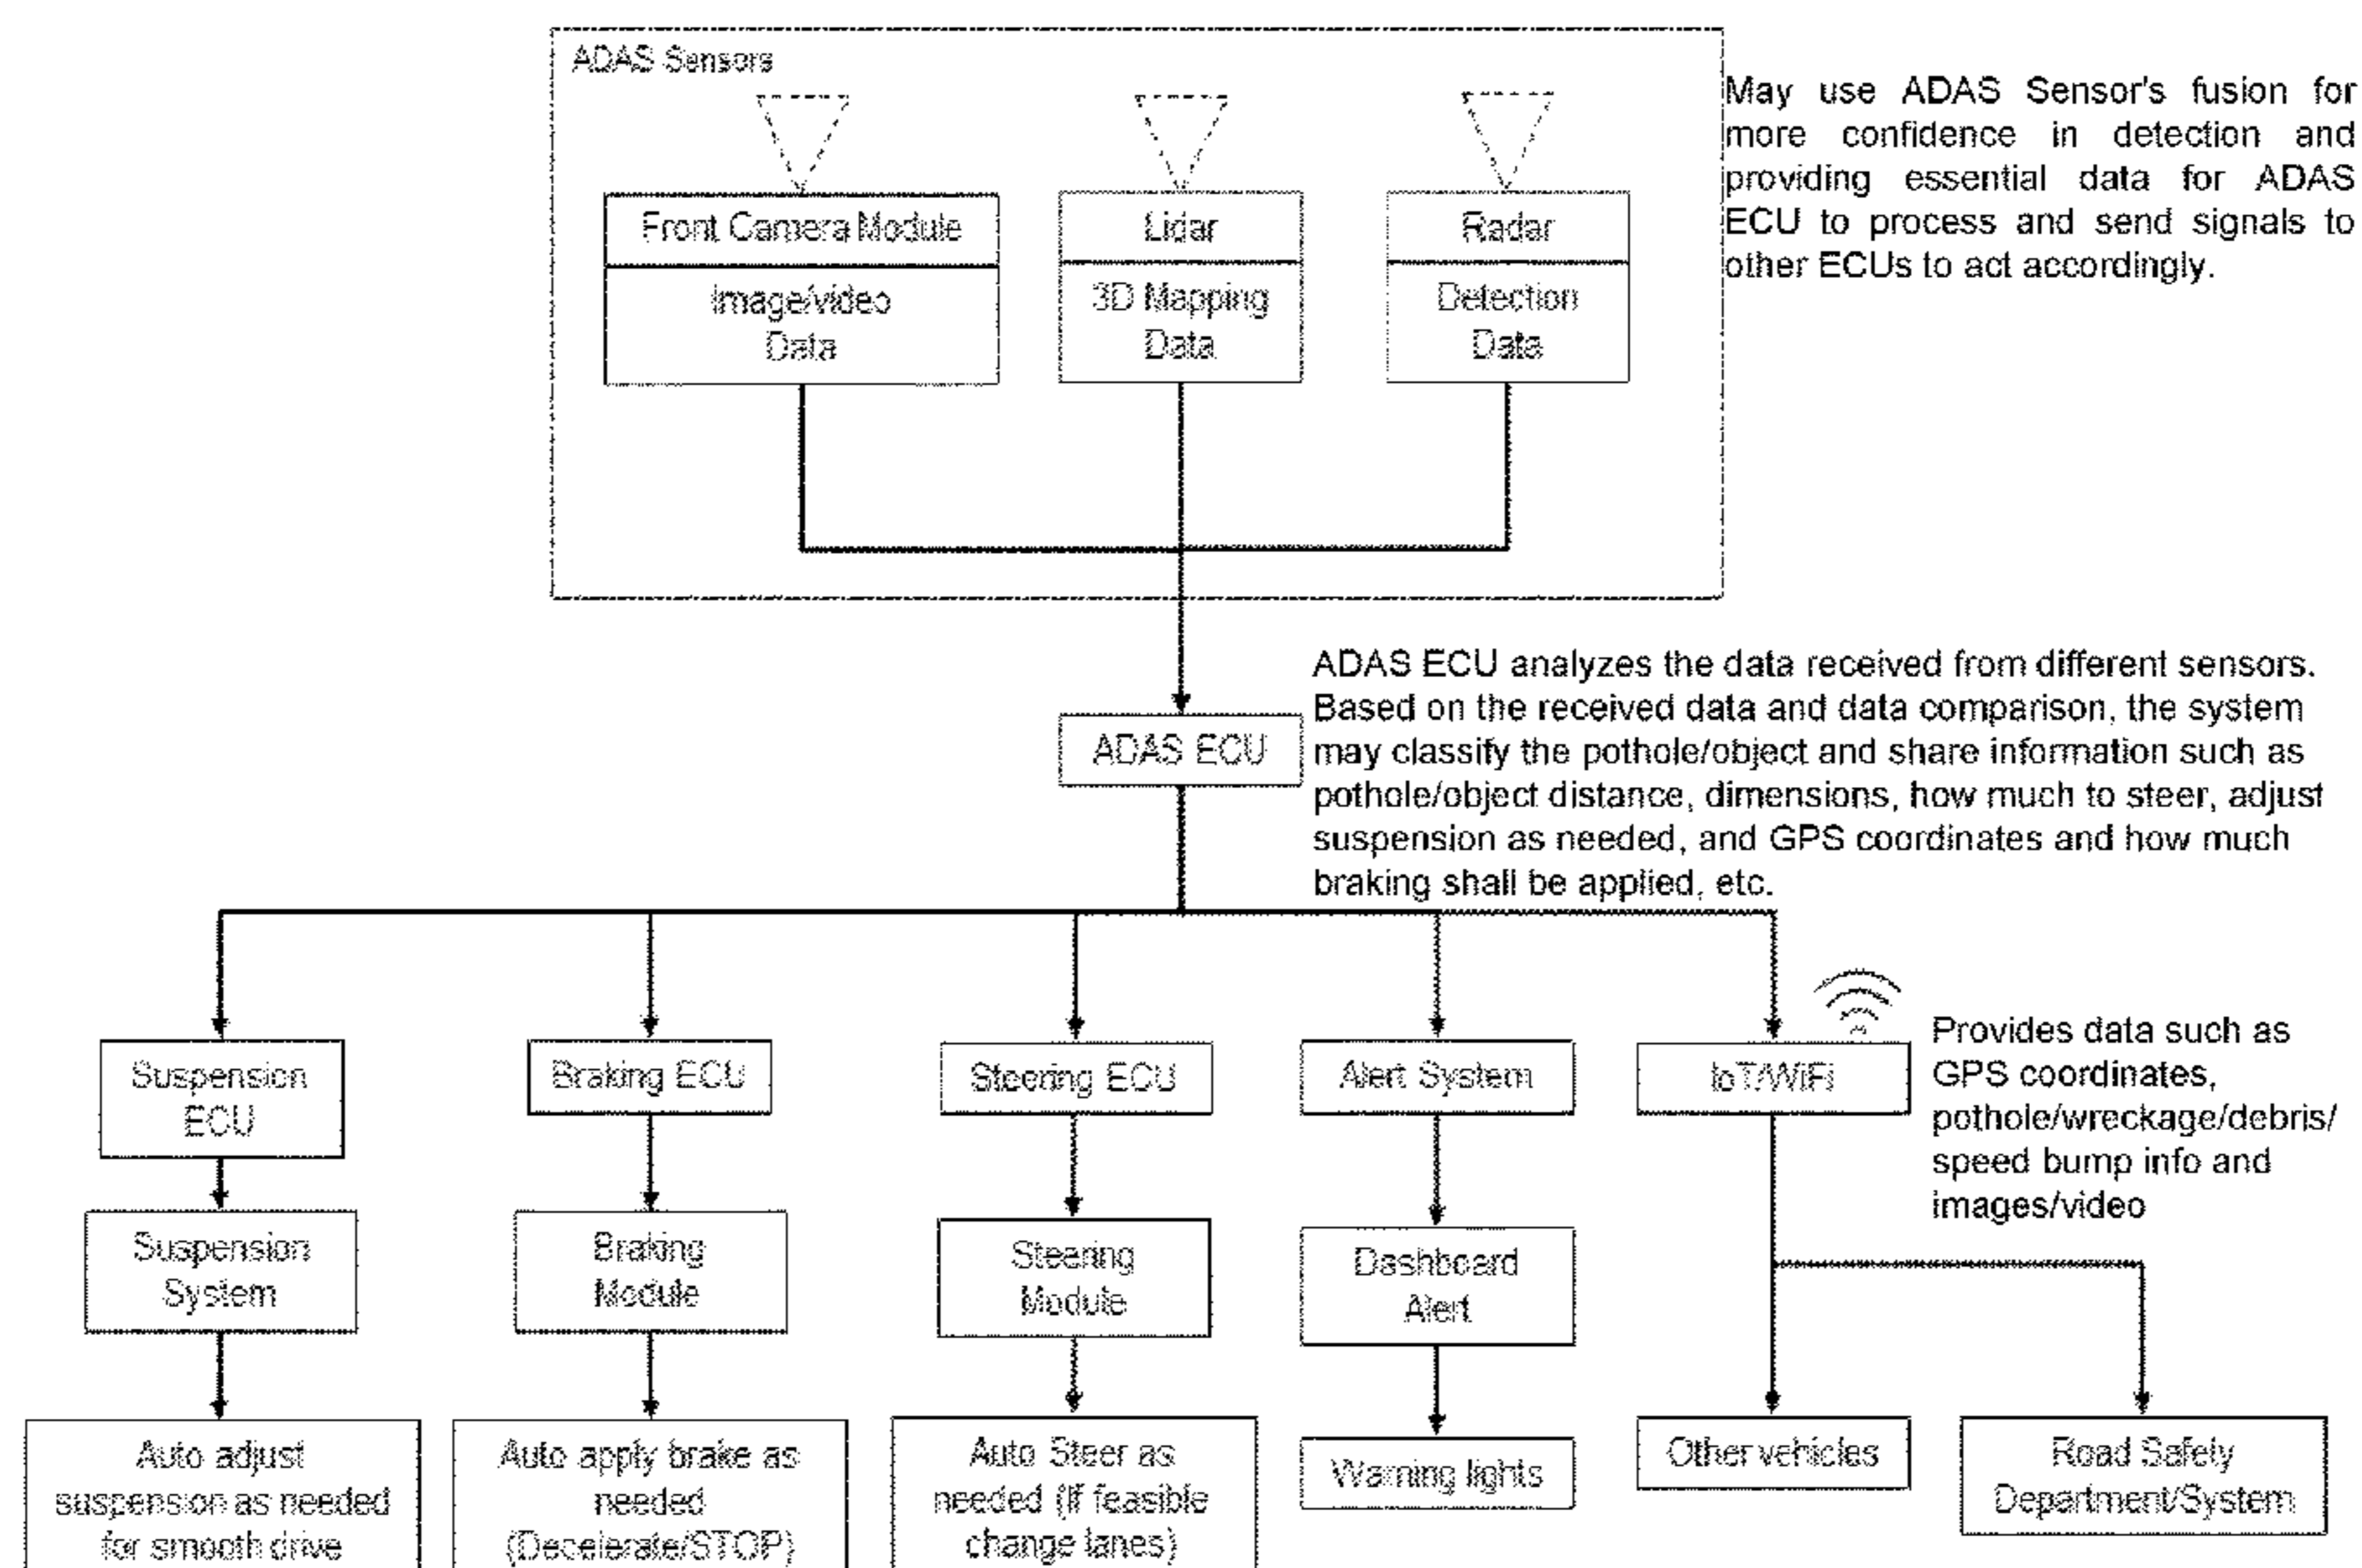 ADAS Sensors
May use ADAS Sensor's fusion for
more confidence in detection and
providing essential data for ADAS
ECU to process and send signals to
other ECUs to act accordingly.
Front Camera Module
Image/video
Data
Lidar
3D Mapping
Data
Radar
Detection
Data
ADAS ECU
ADAS ECU analyzes the data received from different sensors.
Based on the received data and data comparison, the system
may classify the pothole/object and share information such as
pothole/object distance, dimensions, how much to steer, adjust
suspension as needed, and GPS coordinates and how much
braking shall be applied, etc.
Suspension
ECU
Braking ECU
Steering ECU
Alert System
IoT/WiFi
Provides data such as
GPS coordinates,
pothole/wreckage/debris/
speed bump info and
images/video
Suspension
System
Braking
Module
Steering
Module
Dashboard
Alert
Auto adjust
suspension as needed
for smooth drive
Auto apply brake as
needed
(Decelerate/STOP)
Auto Steer as
needed (If feasible
change lanes)
Warning lights
Other vehicles
Road Safety
Department/System